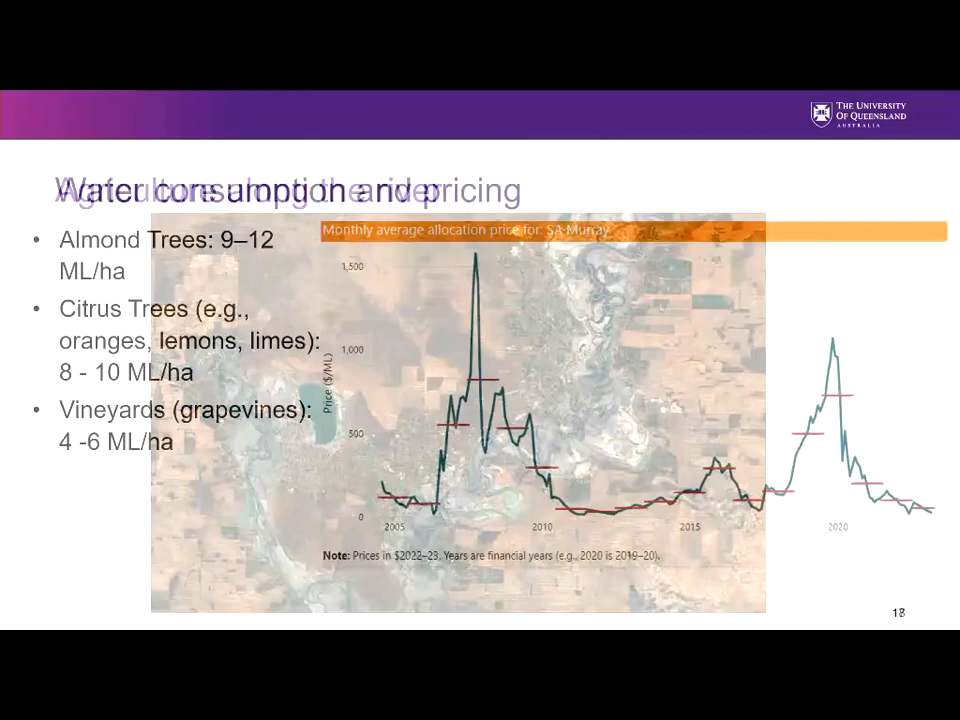 THE UNIVERSITY
OF QUEENSLAND
AUSTRALIA
Water consumption and pricing
• Almond Trees: 9–12
ML/ha
• Citrus Trees (e.g.,
oranges, lemons, limes):
8 - 10 ML/ha
• Vineyards (grapevines):
4 -6 ML/ha
Monthly average allocation price for: SA Murray
Price ($/ML)
1,500
1,000
500
0
2005 2010 2015 2020
Note: Prices in $2022–23. Years are financial years (e.g., 2020 is 2019–20).